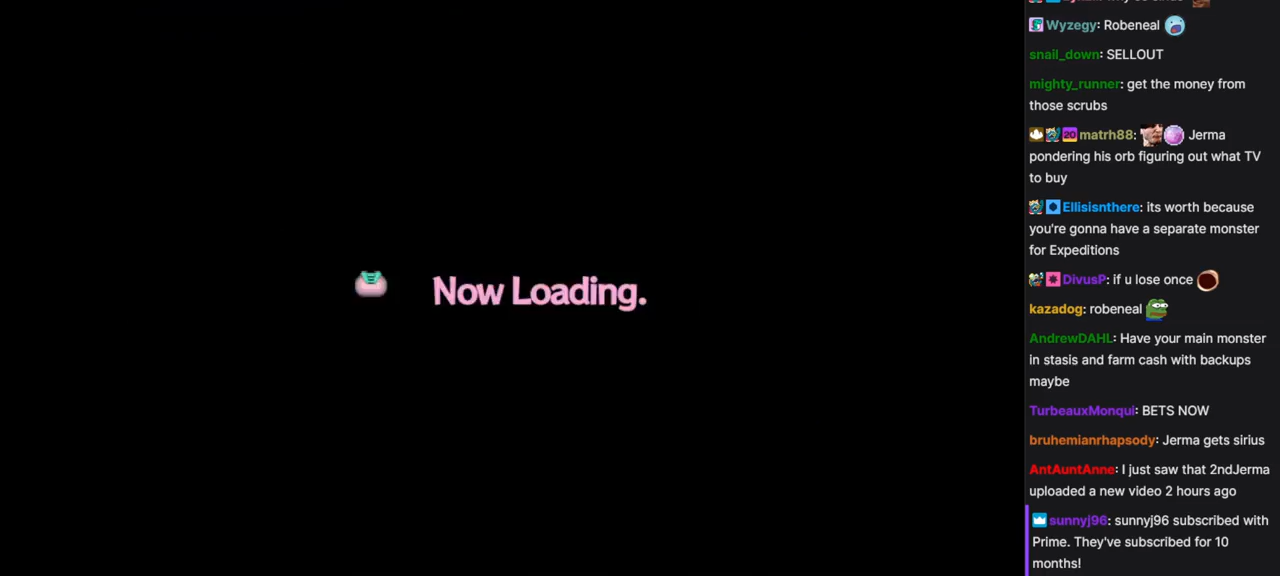 Now Loading.
Wyzegy: Robeneal
snail_down: SELLOUT
mighty_runner: get the money from
those scrubs
20 matrh88: Jerma
pondering his orb figuring out what TV
to buy
Ellisisnthere: its worth because
you're gonna have a separate monster
for Expeditions
DivusP: if u lose once
kazadog: robeneal
AndrewDAHL: Have your main monster
in stasis and farm cash with backups
maybe
TurbeauxMonqui: BETS NOW
bruhemianrhapsody: Jerma gets sirius
AntAuntAnne: I just saw that 2ndJerma
uploaded a new video 2 hours ago
sunnyj96: sunnyj96 subscribed with
Prime. They've subscribed for 10
months!